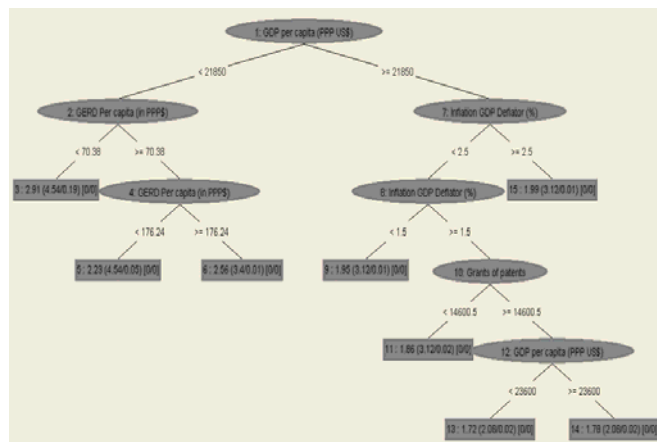 1: GDP per capita (PPP US$)
< 21850
>= 21850
2: GERD Per capita (in PPP$)
7: Inflation GDP Deflator (%)
< 70.38
>= 70.38
< 2.5
>= 2.5
3 : 2.91 (4.54/0.19) [0/0]
4: GERD Per capita (in PPP$)
8: Inflation GDP Deflator (%)
15 : 1.99 (3.12/0.01) [0/0]
< 176.24
>= 176.24
< 1.5
>= 1.5
5 : 2.23 (4.54/0.05) [0/0]
6 : 2.56 (3.4/0.01) [0/0]
9 : 1.95 (3.12/0.01) [0/0]
10: Grants of patents
< 14600.5
>= 14600.5
11 : 1.86 (3.12/0.02) [0/0]
12: GDP per capita (PPP US$)
< 23600
>= 23600
13 : 1.72 (2.08/0.02) [0/0]
14 : 1.78 (2.08/0.02) [0/0]